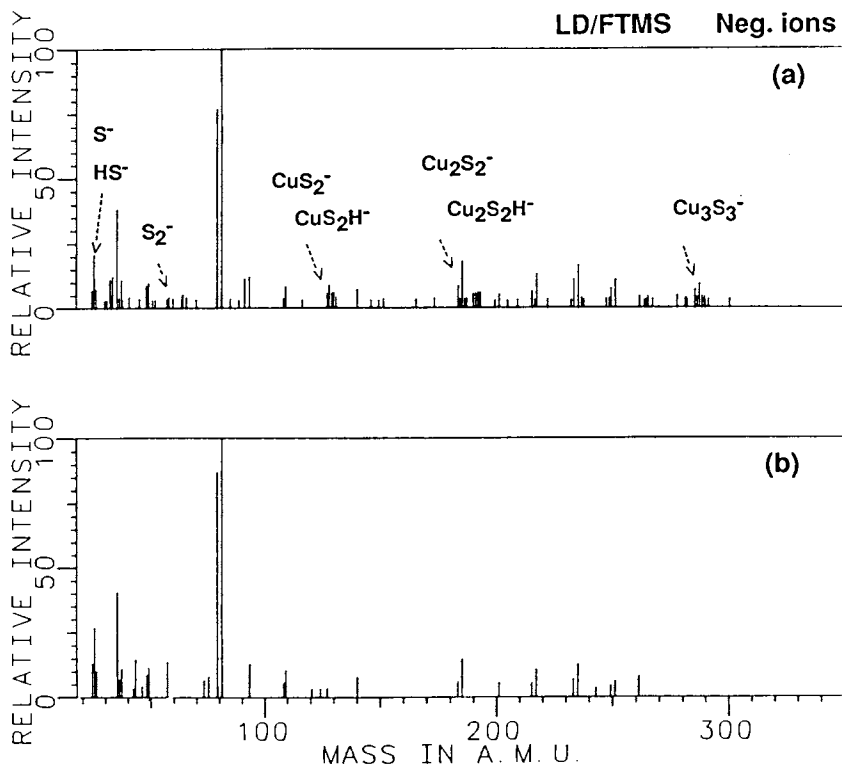 LD/FTMS Neg. ions
(a)
RELATIVE INTENSITY
100
50
0
S⁻
HS⁻
S₂⁻
CuS₂⁻
CuS₂H⁻
Cu₂S₂⁻
Cu₂S₂H⁻
Cu₃S₃⁻
(b)
RELATIVE INTENSITY
100
50
0
100 200 300
MASS IN A.M.U.